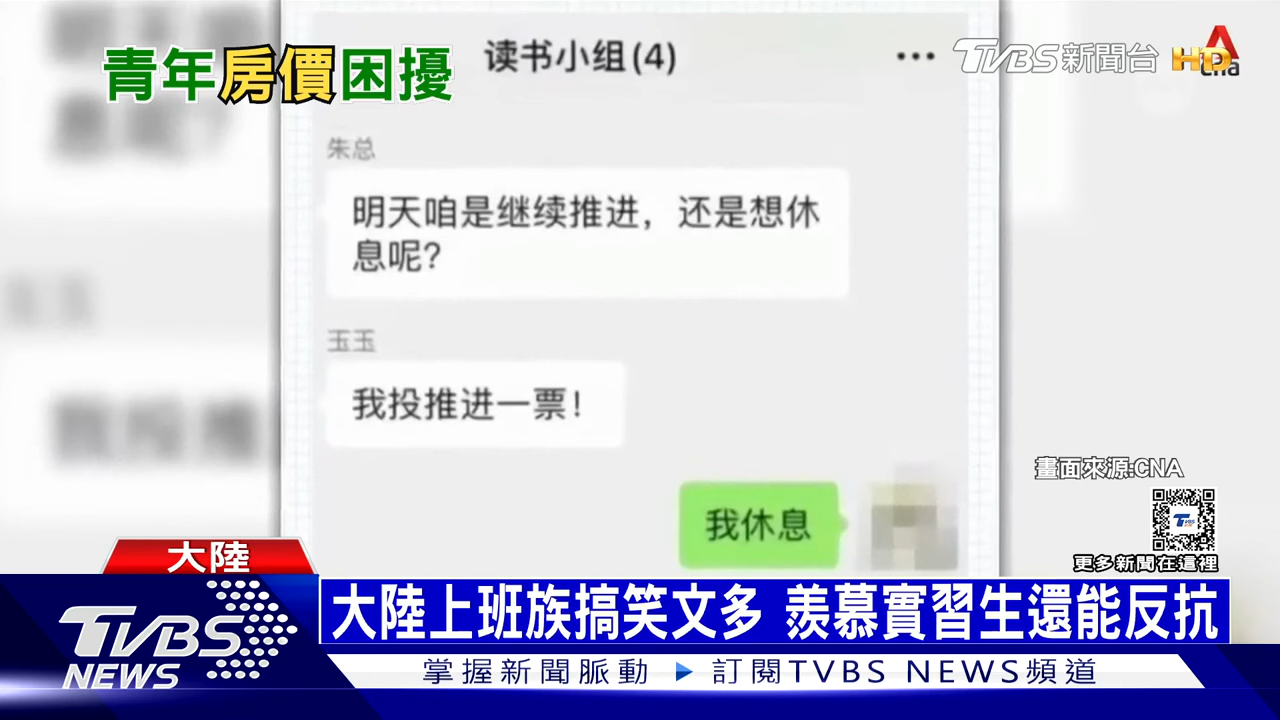 青年房價困擾
读书小组(4)
TVBS新聞台
HD
cna
朱总
明天咱是继续推进，还是想休
息呢？
玉玉
我投推进一票！
我休息
畫面來源:CNA
TVBS
更多新聞在這裡
大陸
大陸上班族搞笑文多 羨慕實習生還能反抗
TVBS
NEWS
掌握新聞脈動 ▶ 訂閱TVBS NEWS頻道